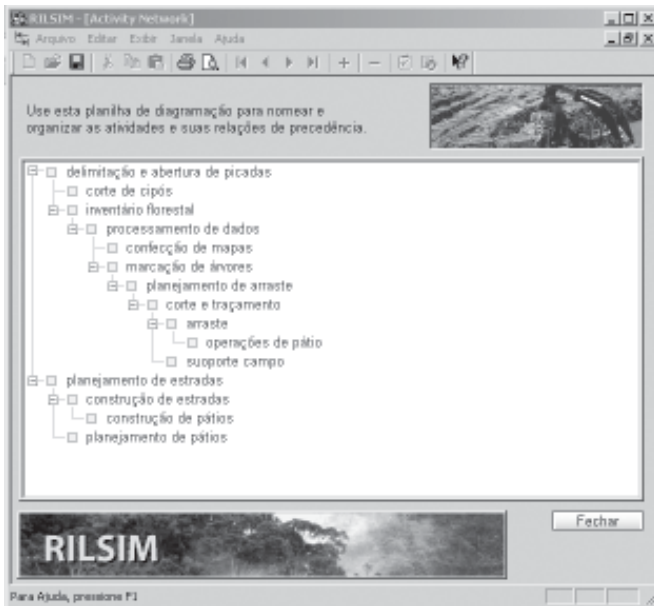 RILSIM - [Activity Network]
Arquivo Editar Exibir Janela Ajuda
Use esta planilha de diagramação para nomear e
organizar as atividades e suas relações de precedência.
delimitação e abertura de picadas
corte de cipós
inventário florestal
processamento de dados
confecção de mapas
marcação de árvores
planejamento de arraste
corte e traçamento
arraste
operações de pátio
suoporte campo
planejamento de estradas
construção de estradas
construção de pátios
planejamento de pátios
Fechar
RILSIM
Para Ajuda, pressione F1